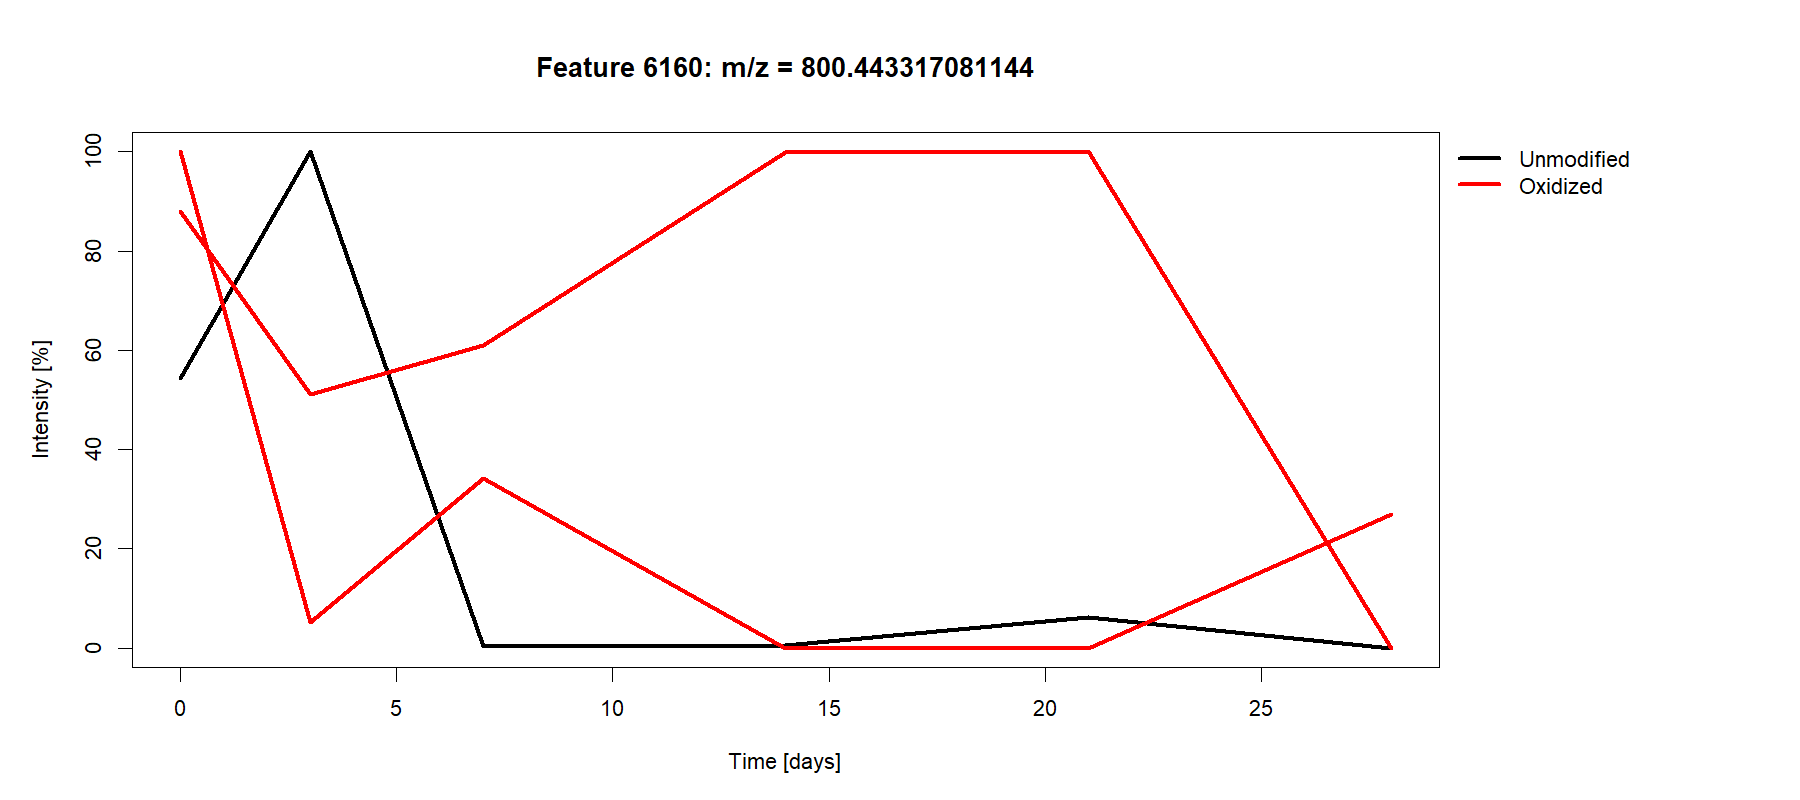 Feature 6160: m/z = 800.443317081144
Unmodified
Oxidized
Intensity [%]
100
80
60
40
20
0
0 5 10 15 20 25
Time [days]